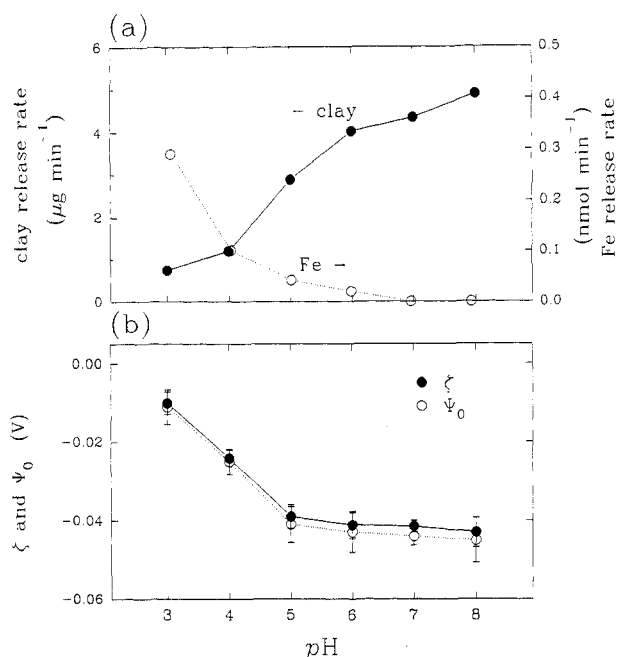 (a)
6
4
2
0
clay release rate
(μg min⁻¹)
– clay
Fe –
0.5
0.4
0.3
0.2
0.1
0.0
(nmol min⁻¹)
Fe release rate
(b)
0.00
-0.02
-0.04
-0.06
ζ and Ψ₀ (V)
ζ
Ψ₀
3 4 5 6 7 8
pH